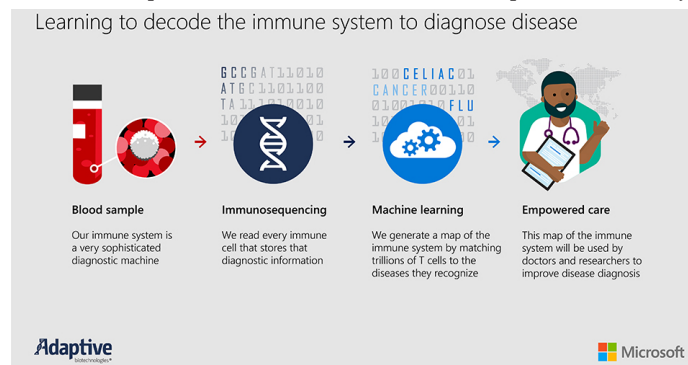 Learning to decode the immune system to diagnose disease
GCCGAT11010
ATGC1101100
TA
100CELIAC01
CANCER00110
FLU
Blood sample
Our immune system is
a very sophisticated
diagnostic machine
Immunosequencing
We read every immune
cell that stores that
diagnostic information
Machine learning
We generate a map of the
immune system by matching
trillions of T cells to the
diseases they recognize
Empowered care
This map of the immune
system will be used by
doctors and researchers to
improve disease diagnosis
Adaptive
biotechnologies
Microsoft